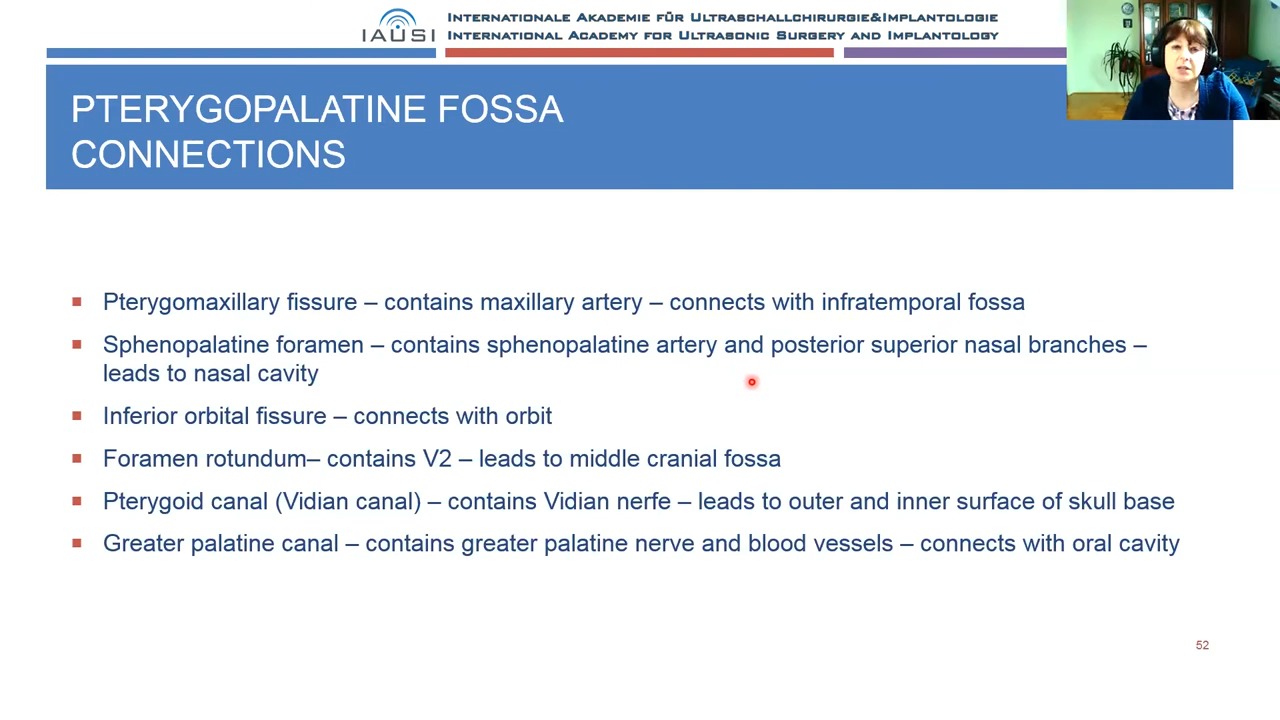 IAUSI
INTERNATIONALE AKADEMIE FÜR ULTRASCHALLCHIRURGIE&IMPLANTOLOGIE
INTERNATIONAL ACADEMY FOR ULTRASONIC SURGERY AND IMPLANTOLOGY
PTERYGOPALATINE FOSSA
CONNECTIONS
Pterygomaxillary fissure – contains maxillary artery – connects with infratemporal fossa
Sphenopalatine foramen – contains sphenopalatine artery and posterior superior nasal branches –
leads to nasal cavity
Inferior orbital fissure – connects with orbit
Foramen rotundum– contains V2 – leads to middle cranial fossa
Pterygoid canal (Vidian canal) – contains Vidian nerfe – leads to outer and inner surface of skull base
Greater palatine canal – contains greater palatine nerve and blood vessels – connects with oral cavity
52